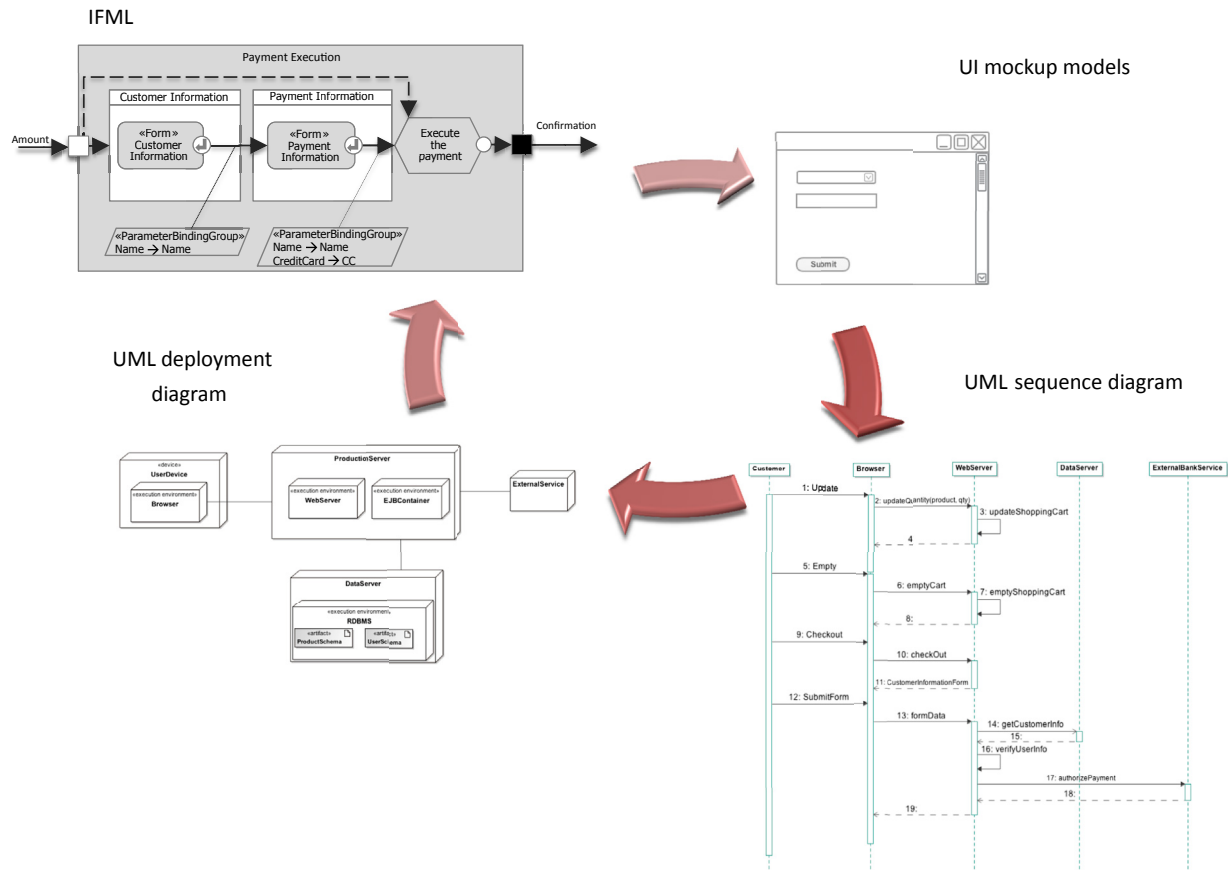 IFML
Payment Execution
Customer Information
Payment Information
Amount
«Form »
Customer
Information
«Form »
Payment
Information
Execute
the
payment
Confirmation
«ParameterBindingGroup»
Name → Name
«ParameterBindingGroup»
Name → Name
CreditCard → CC
UI mockup models
Submit
UML deployment
diagram
«device»
UserDevice
«execution environment»
Browser
ProductionServer
«execution environment»
WebServer
«execution environment»
EJBContainer
ExternalService
DataServer
«execution environment»
RDBMS
«artifact»
ProductSchema
«artifact»
UserSchema
UML sequence diagram
Customer
Browser
WebServer
DataServer
ExternalBankService
1: Update
2: updateQuantity(product, qty)
3: updateShoppingCart
4
5: Empty
6: emptyCart
7: emptyShoppingCart
8:
9: Checkout
10: checkOut
11: CustomerInformationForm
12: SubmitForm
13: formData
14: getCustomerInfo
15:
16: verifyUserInfo
17: authorizePayment
18:
19: